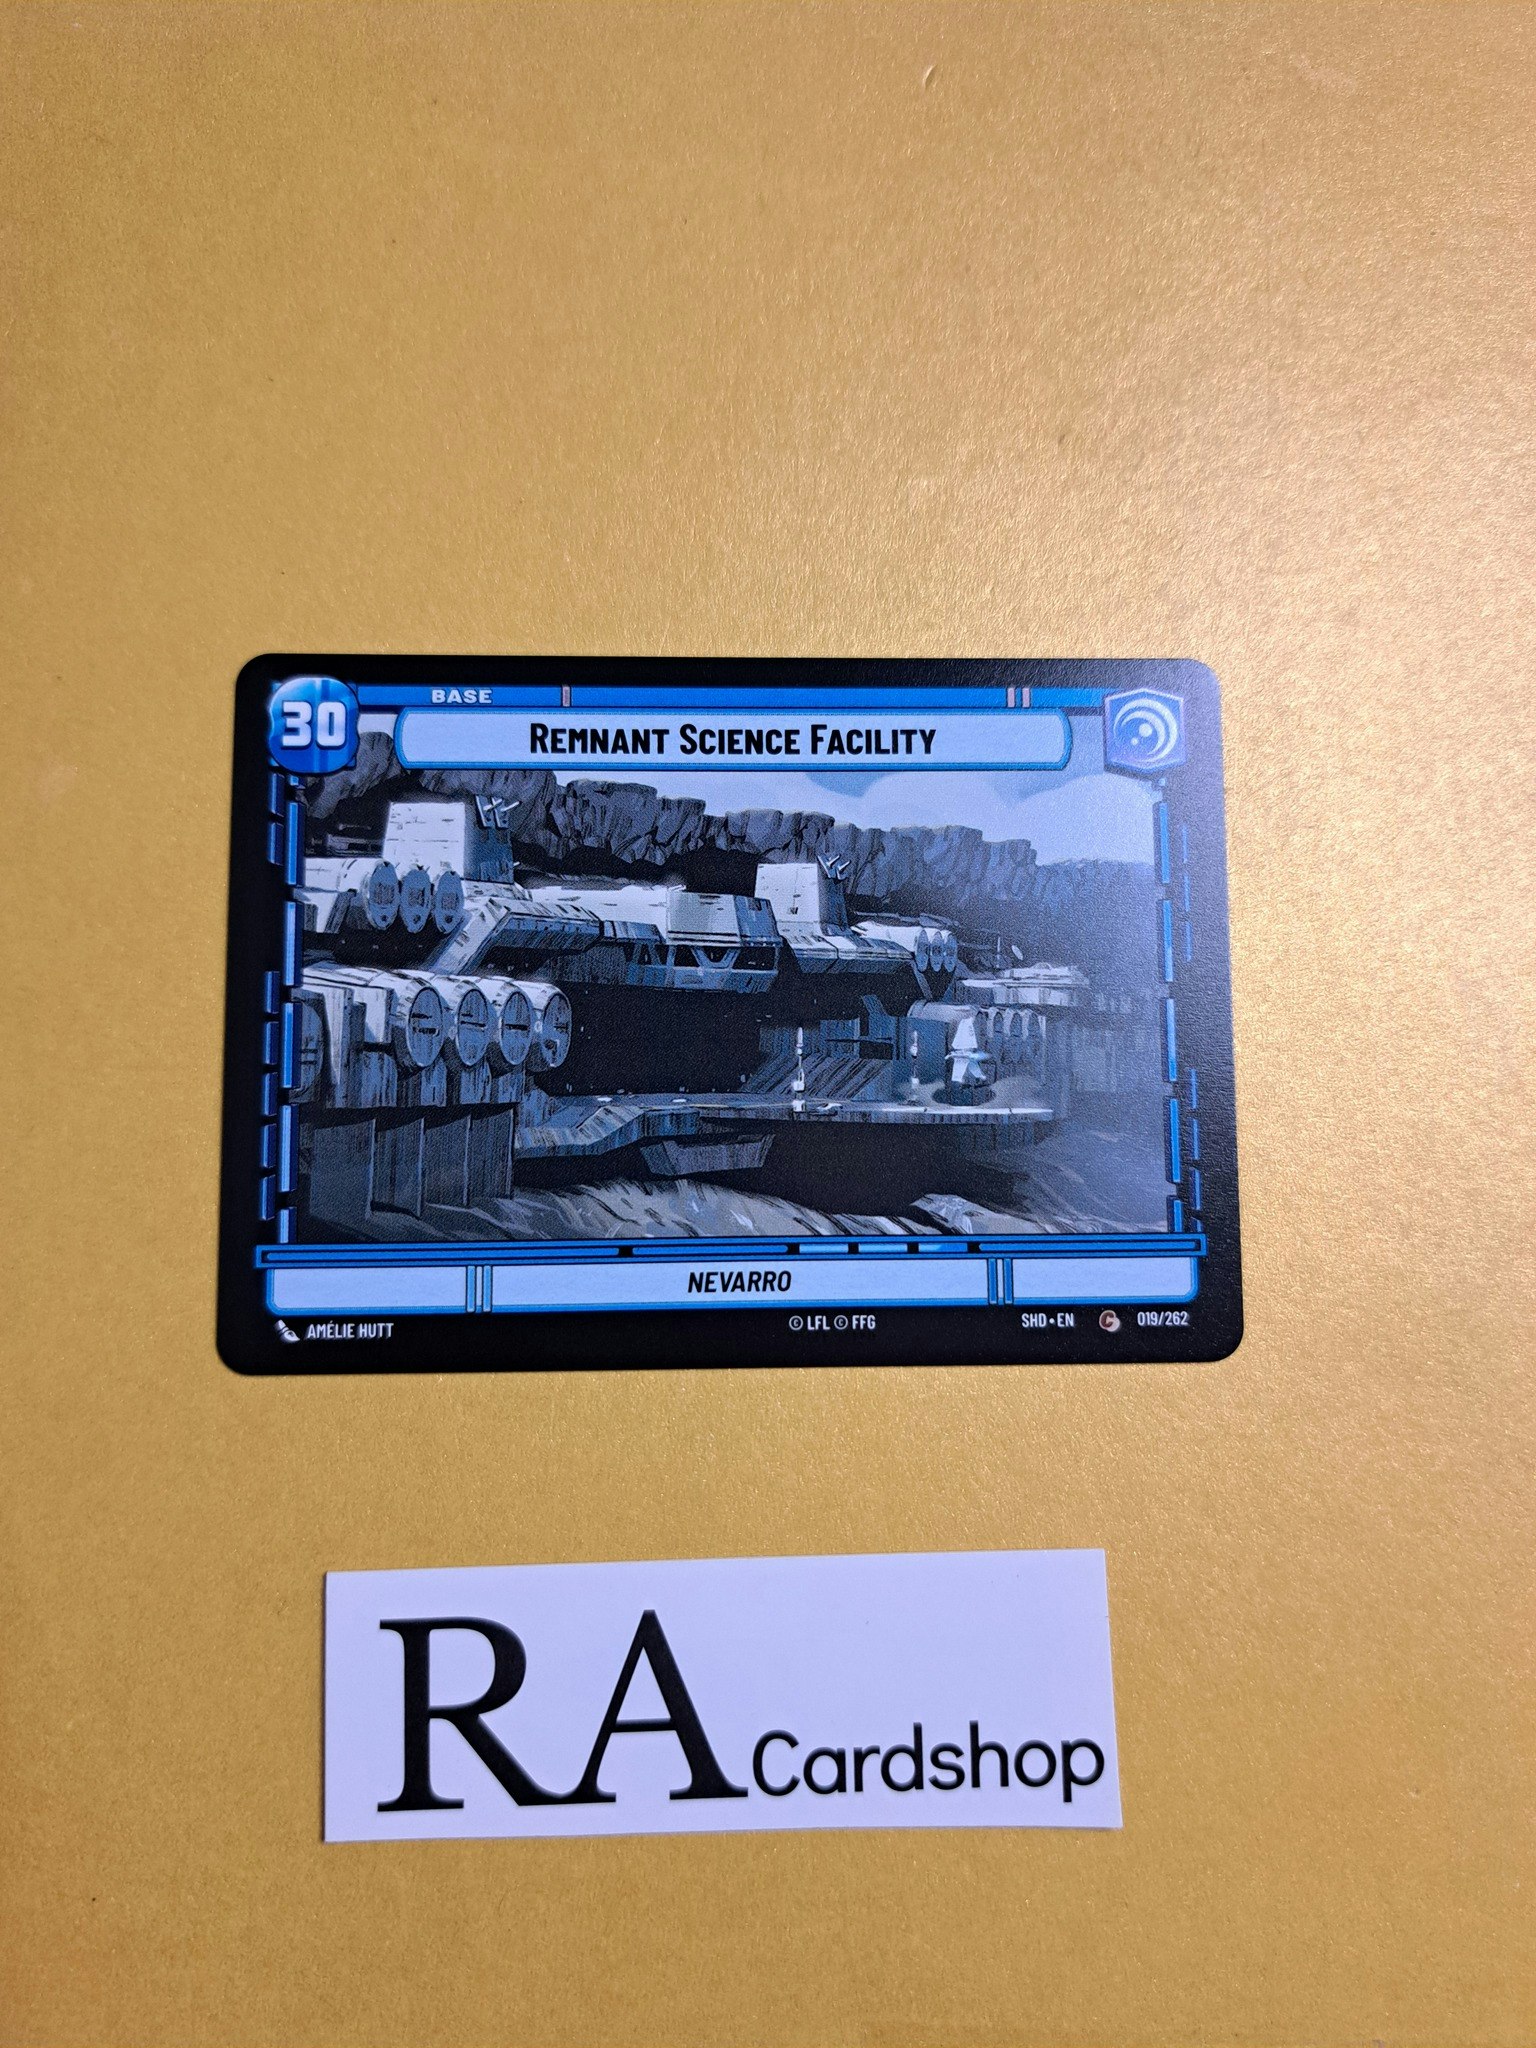 30
BASE
REMNANT SCIENCE FACILITY
NEVARRO
AMÉLIE HUTT
© LFL © FFG
SHD • EN
C
019/262
RA Cardshop